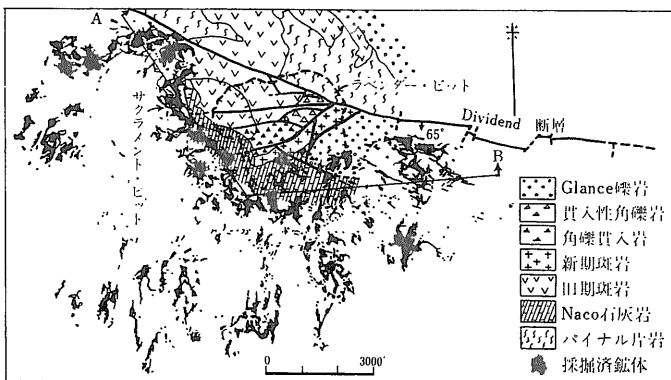 A
ラベンダー・ピット
サクラメント・ピット
Dividend 断層
65°
B
Glance礫岩
貫入性角礫岩
角礫貫入岩
新期斑岩
旧期斑岩
Naco石灰岩
パイナル片岩
採掘済鉱体
0 3000'